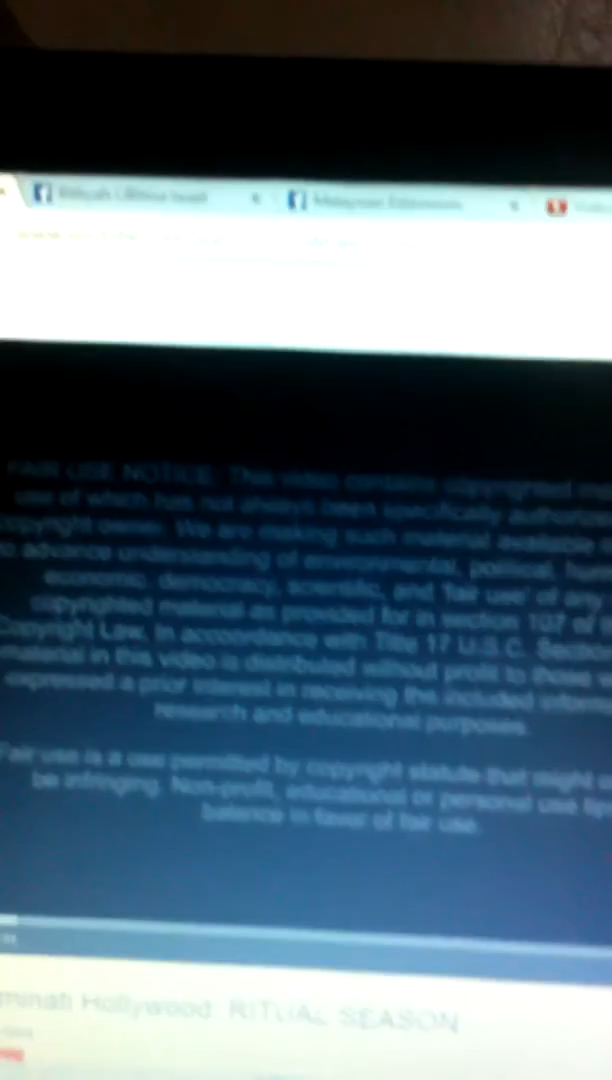 FAIR USE NOTICE: This video contains copyrighted
use of which has not always been specifically authorized
copyright owner. We are making such material available
to advance understanding of environmental, political,
economic, democracy, scientific, and 'fair use' of any
copyrighted material as provided for in section 107 of
Copyright Law. In accordance with Title 17 U.S.C. Section
material in this video is distributed without profit to those
expressed a prior interest in receiving the included
research and educational purposes.
Fair use is a use permitted by copyright statute that might
be infringing. Non-profit, educational or personal use
balance in favor of fair use.
minati Hollywood: RITUAL SEASON